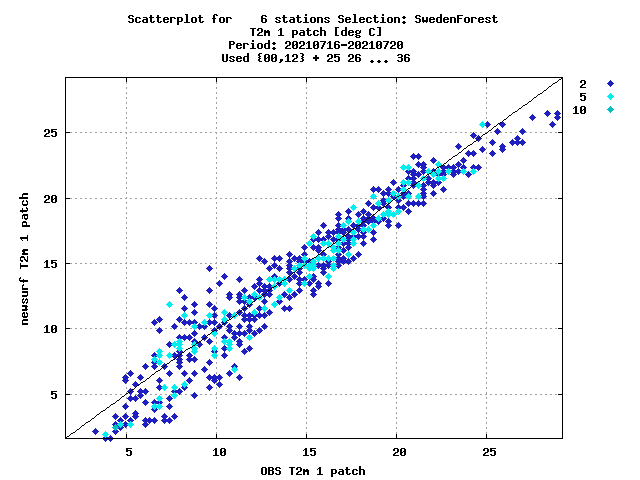 Scatterplot for 6 stations Selection: SwedenForest
T2m 1 patch [deg C]
Period: 20210716-20210720
Used {00,12} + 25 26 ... 36
2
5
10
25
20
15
10
5
newsurf T2m 1 patch
5 10 15 20 25
OBS T2m 1 patch